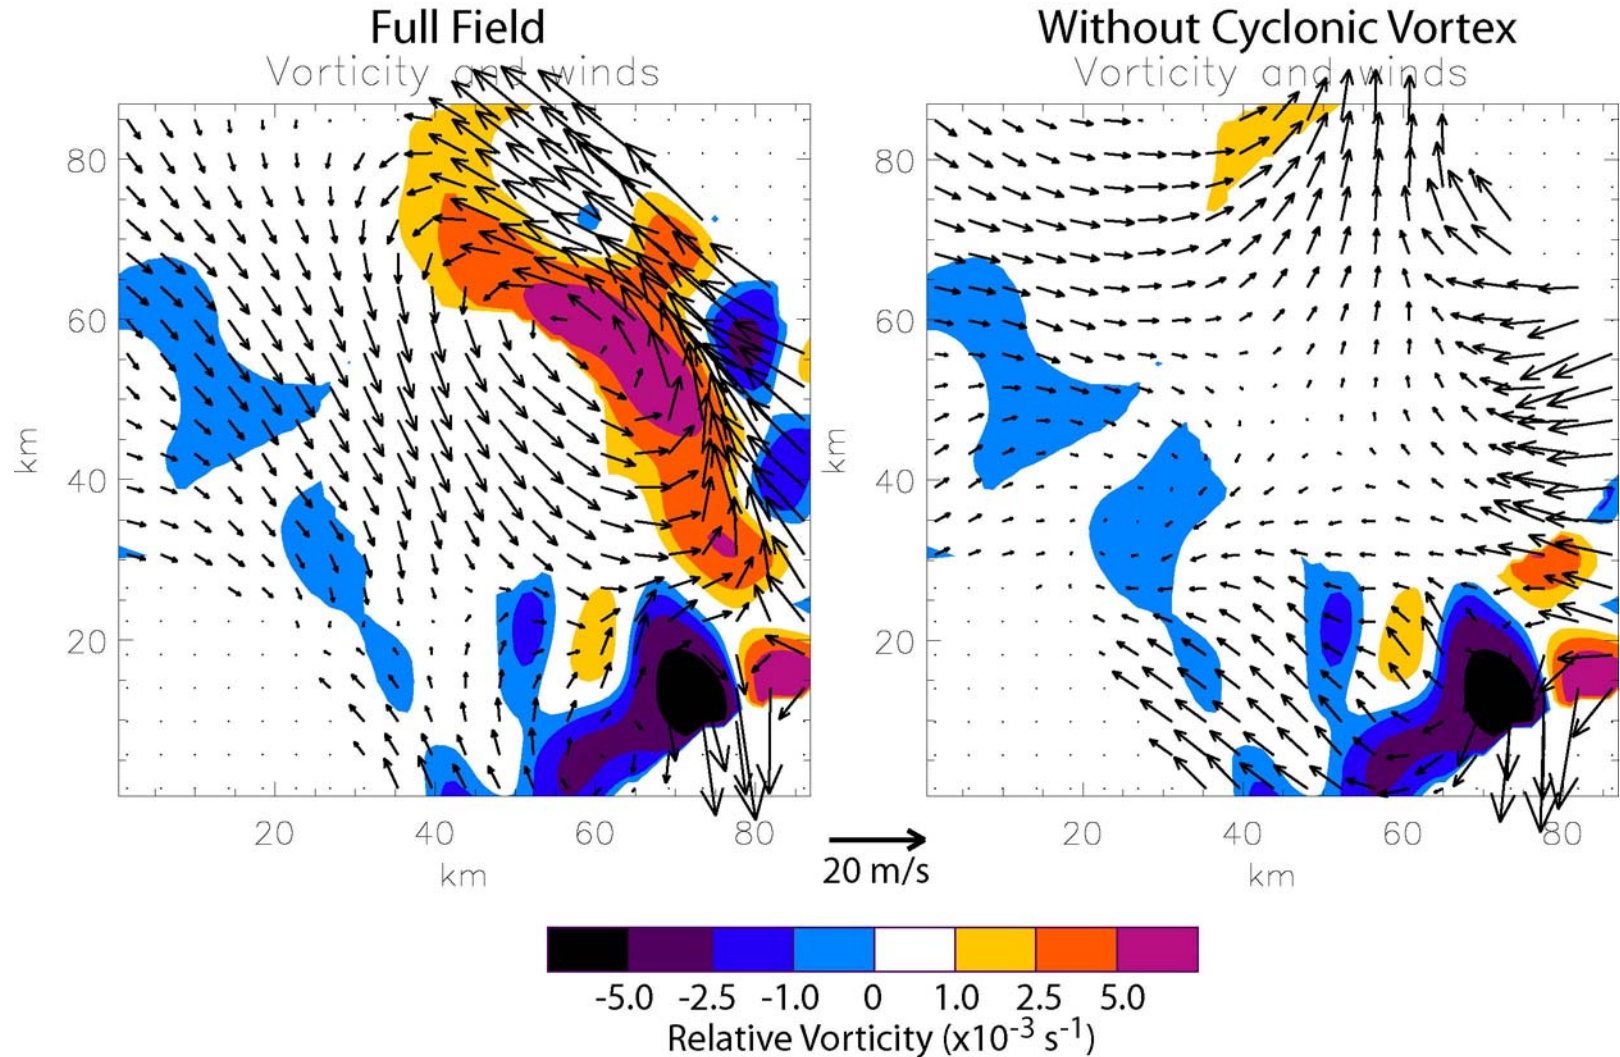 Full Field
Without Cyclonic Vortex
Vorticity and winds
Vorticity and winds
80
60
40
20
km
20 40 60 80
km
80
60
40
20
km
20 40 60 80
km
20 m/s
-5.0 -2.5 -1.0 0 1.0 2.5 5.0
Relative Vorticity (x10⁻³ s⁻¹)